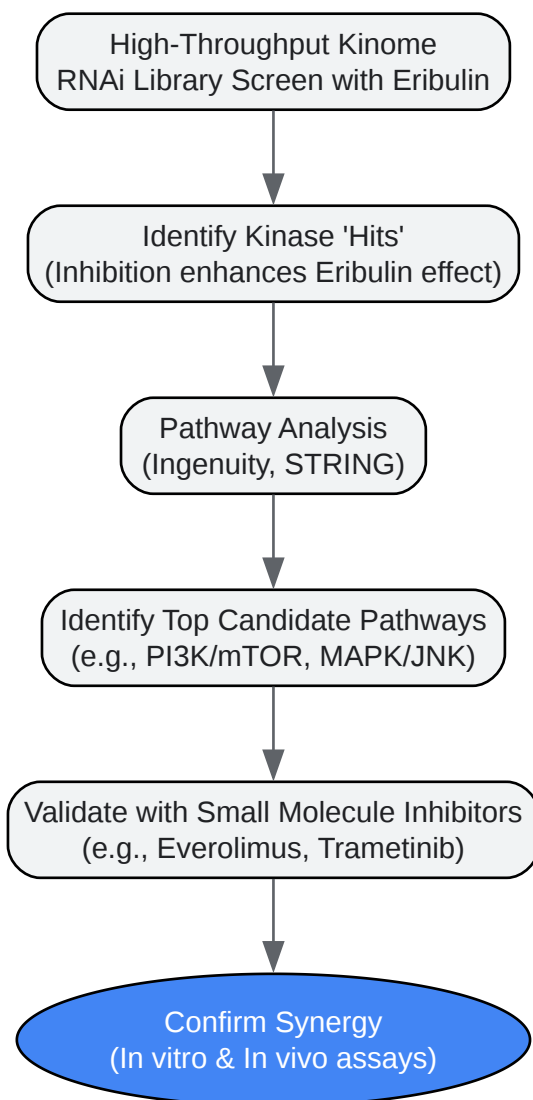 High-Throughput Kinome
RNAi Library Screen with Eribulin
Identify Kinase 'Hits'
(Inhibition enhances Eribulin effect)
Pathway Analysis
(Ingenuity, STRING)
Identify Top Candidate Pathways
(e.g., PI3K/mTOR, MAPK/JNK)
Validate with Small Molecule Inhibitors
(e.g., Everolimus, Trametinib)
Confirm Synergy
(In vitro & In vivo assays)